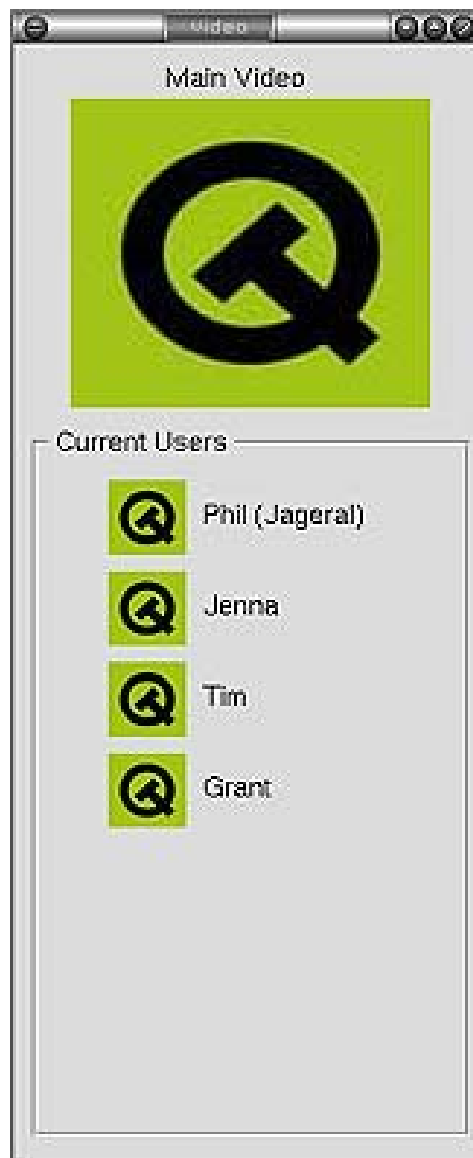 video
Main Video
Current Users
Phil (Jageral)
Jenna
Tim
Grant